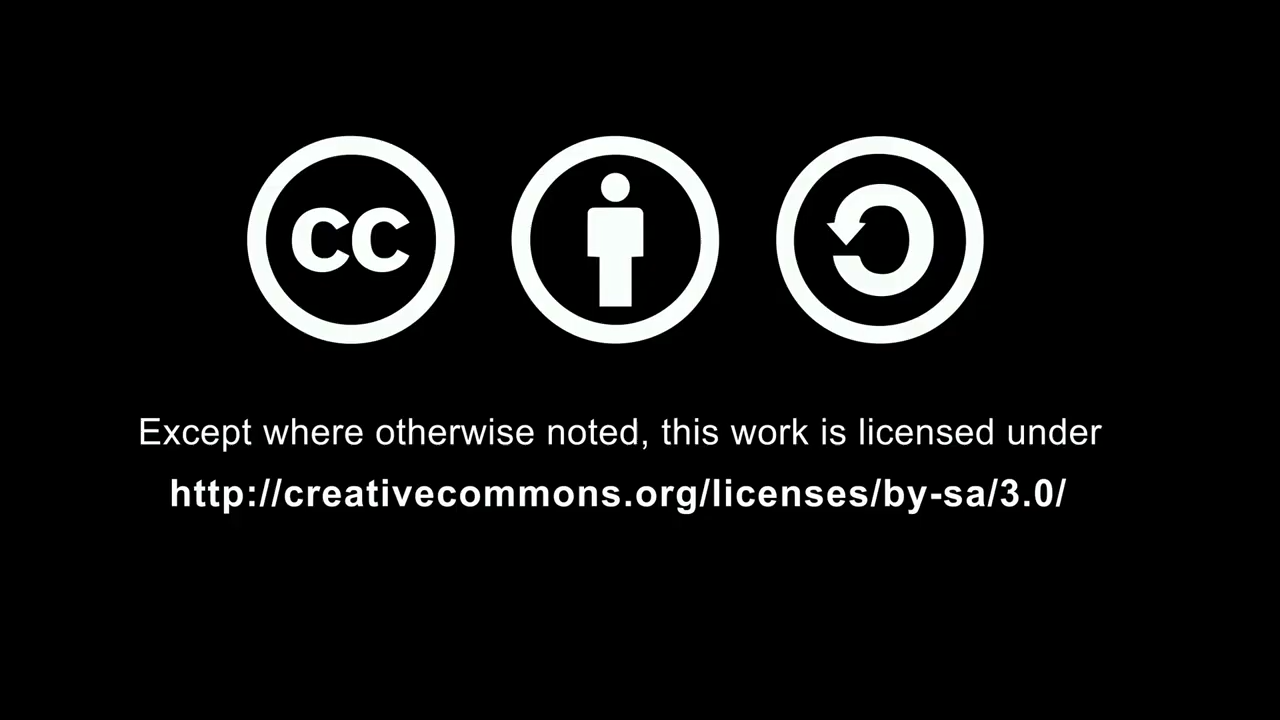 cc
Except where otherwise noted, this work is licensed under
http://creativecommons.org/licenses/by-sa/3.0/